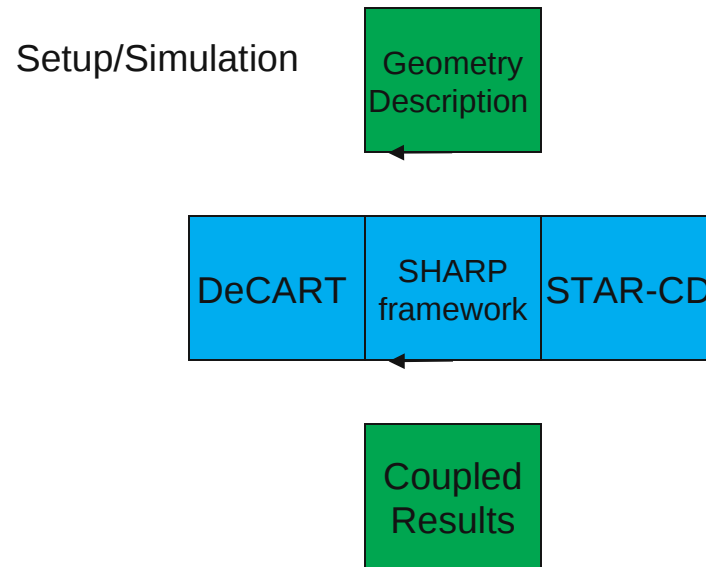 Setup/Simulation
Geometry
Description
DeCART
SHARP
framework
STAR-CD
Coupled
Results